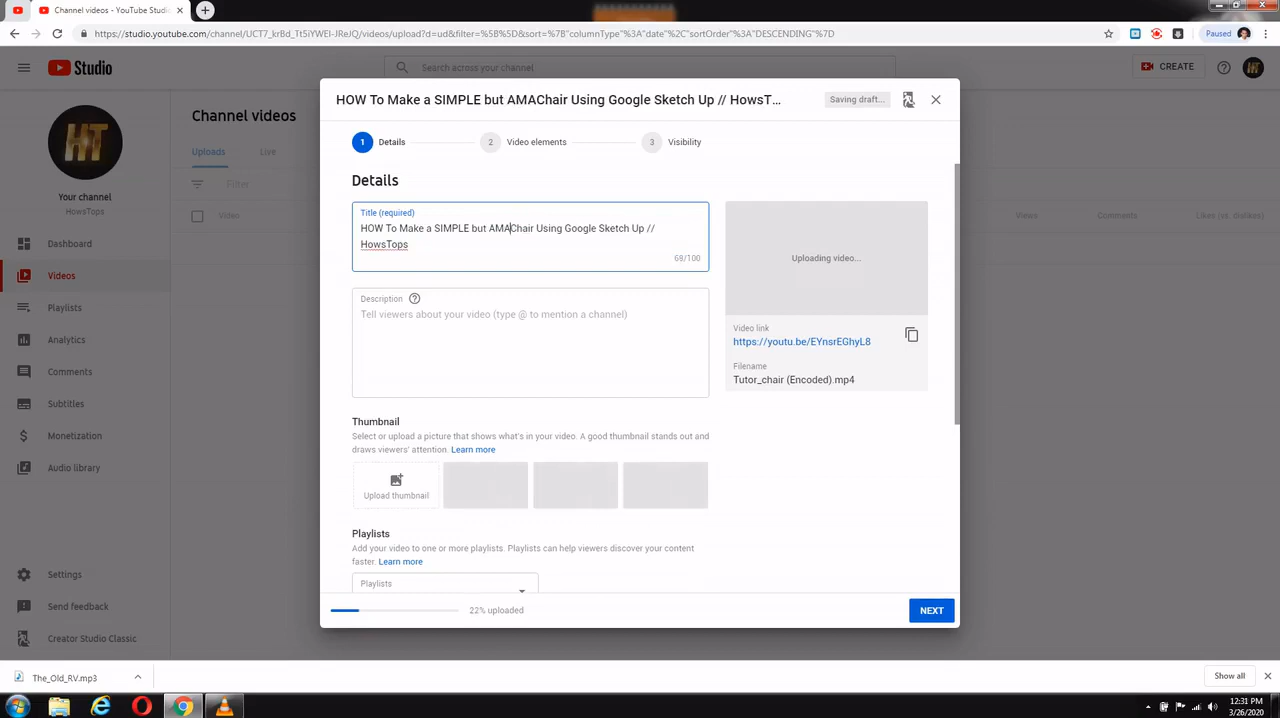 Channel videos - YouTube Studio
https://studio.youtube.com/channel/UCT7_krBd_Tt5iYWEI-JReJQ/videos/upload?d=ud&filter=%5B%5D&sort=%7B"columnType"%3A"date"%2C"sortOrder"%3A"DESCENDING"%7D
Paused
Studio
Search across your channel
CREATE
HT
HT
Your channel
HowsTops
Dashboard
Videos
Playlists
Analytics
Comments
Subtitles
Monetization
Audio library
Settings
Send feedback
Creator Studio Classic
Channel videos
Uploads
Live
Filter
Video
Views
Comments
Likes (vs. dislikes)
HOW To Make a SIMPLE but AMAChair Using Google Sketch Up // HowsT...
Saving draft...
1
Details
2
Video elements
3
Visibility
Details
Title (required)
HOW To Make a SIMPLE but AMAChair Using Google Sketch Up //
HowsTops
68/100
Description
Tell viewers about your video (type @ to mention a channel)
Uploading video...
Video link
https://youtu.be/EYnsrEGhyL8
Filename
Tutor_chair (Encoded).mp4
Thumbnail
Select or upload a picture that shows what's in your video. A good thumbnail stands out and
draws viewers' attention. Learn more
Upload thumbnail
Playlists
Add your video to one or more playlists. Playlists can help viewers discover your content
faster. Learn more
Playlists
22% uploaded
NEXT
The_Old_RV.mp3
Show all
12:31 PM
3/26/2020